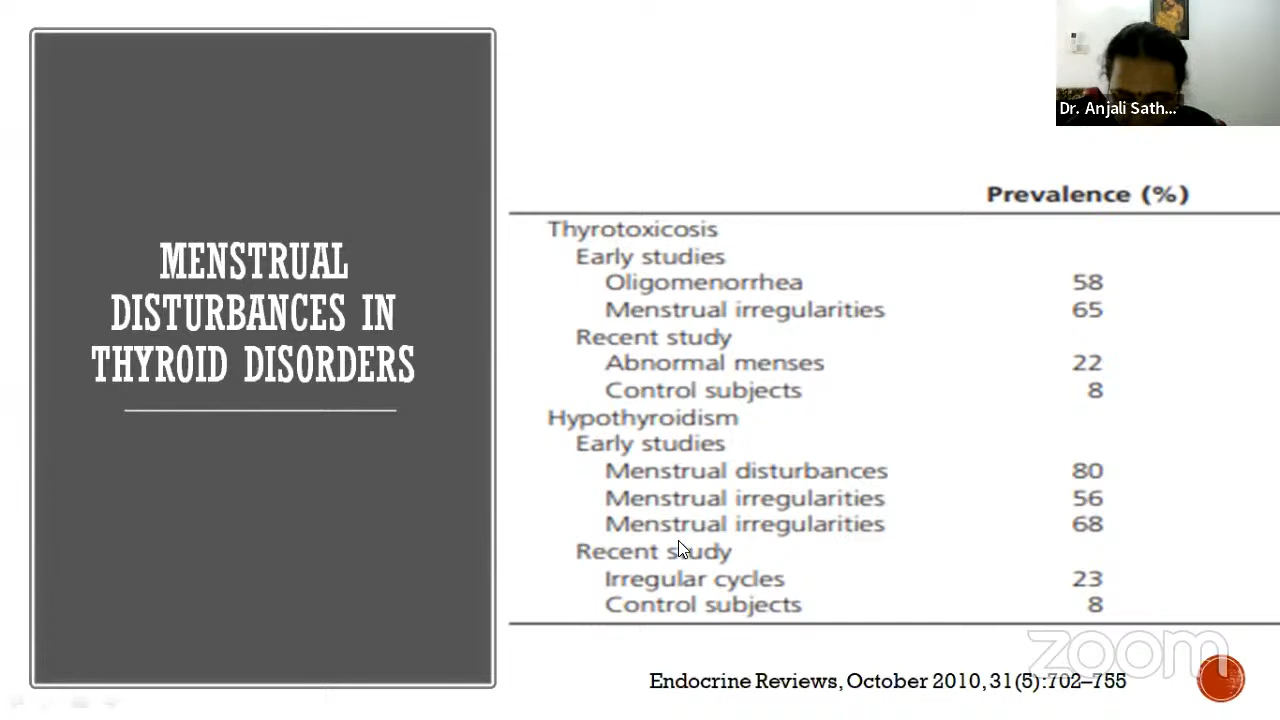 Dr. Anjali Sath...
MENSTRUAL
DISTURBANCES IN
THYROID DISORDERS
Prevalence (%)
Thyrotoxicosis
Early studies
Oligomenorrhea 58
Menstrual irregularities 65
Recent study
Abnormal menses 22
Control subjects 8
Hypothyroidism
Early studies
Menstrual disturbances 80
Menstrual irregularities 56
Menstrual irregularities 68
Recent study
Irregular cycles 23
Control subjects 8
zoom
Endocrine Reviews, October 2010, 31(5):702–755